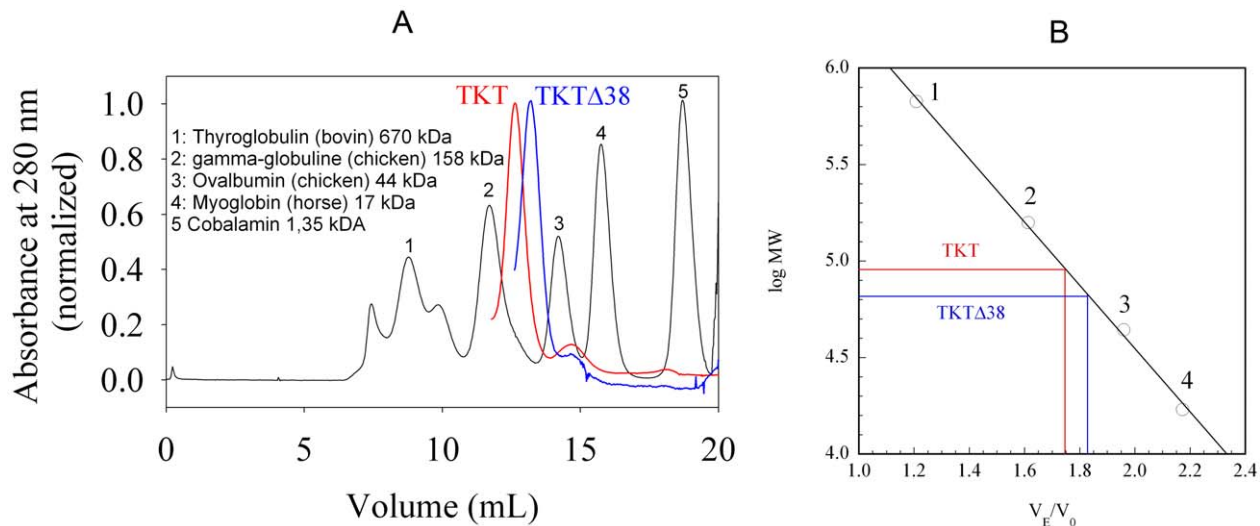 A
Absorbance at 280 nm
(normalized)
1.0
0.8
0.6
0.4
0.2
0.0
TKT TKTΔ38
1: Thyroglobulin (bovin) 670 kDa
2: gamma-globuline (chicken) 158 kDa
3: Ovalbumin (chicken) 44 kDa
4: Myoglobin (horse) 17 kDa
5 Cobalamin 1,35 kDA
1
2
3
4
5
0 5 10 15 20
Volume (mL)
B
log MW
6.0
5.5
5.0
4.5
4.0
1
2
TKT
TKTΔ38
3
4
1.0 1.2 1.4 1.6 1.8 2.0 2.2 2.4
V_E/V_0